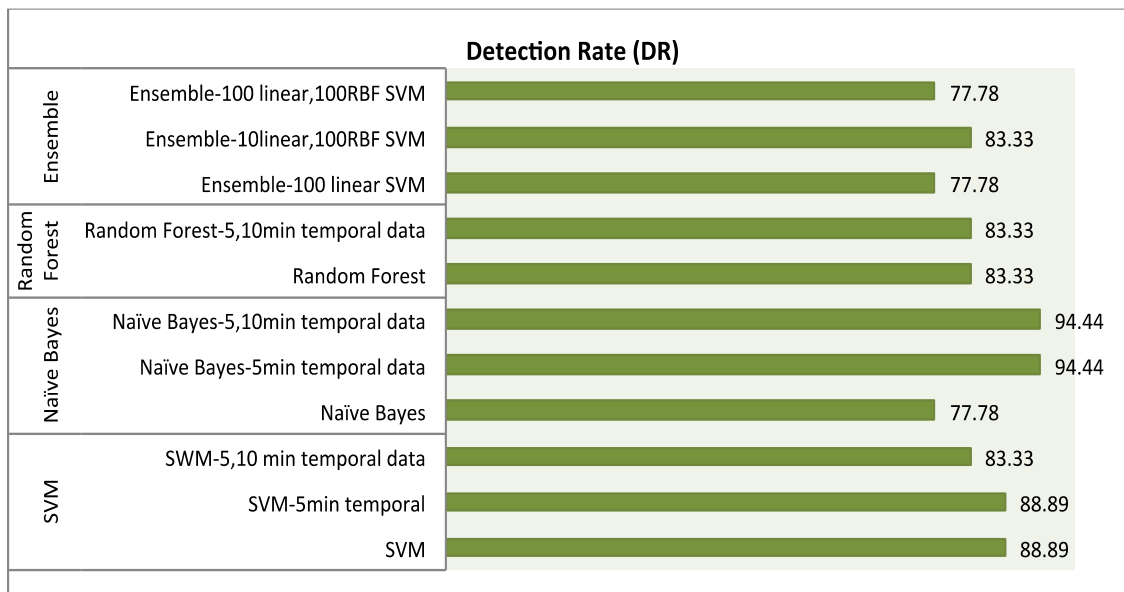 Detection Rate (DR)
Ensemble
Ensemble-100 linear,100RBF SVM 77.78
Ensemble-10linear,100RBF SVM 83.33
Ensemble-100 linear SVM 77.78
Random
Forest
Random Forest-5,10min temporal data 83.33
Random Forest 83.33
Naïve Bayes
Naïve Bayes-5,10min temporal data 94.44
Naïve Bayes-5min temporal data 94.44
Naïve Bayes 77.78
SVM
SWM-5,10 min temporal data 83.33
SVM-5min temporal 88.89
SVM 88.89